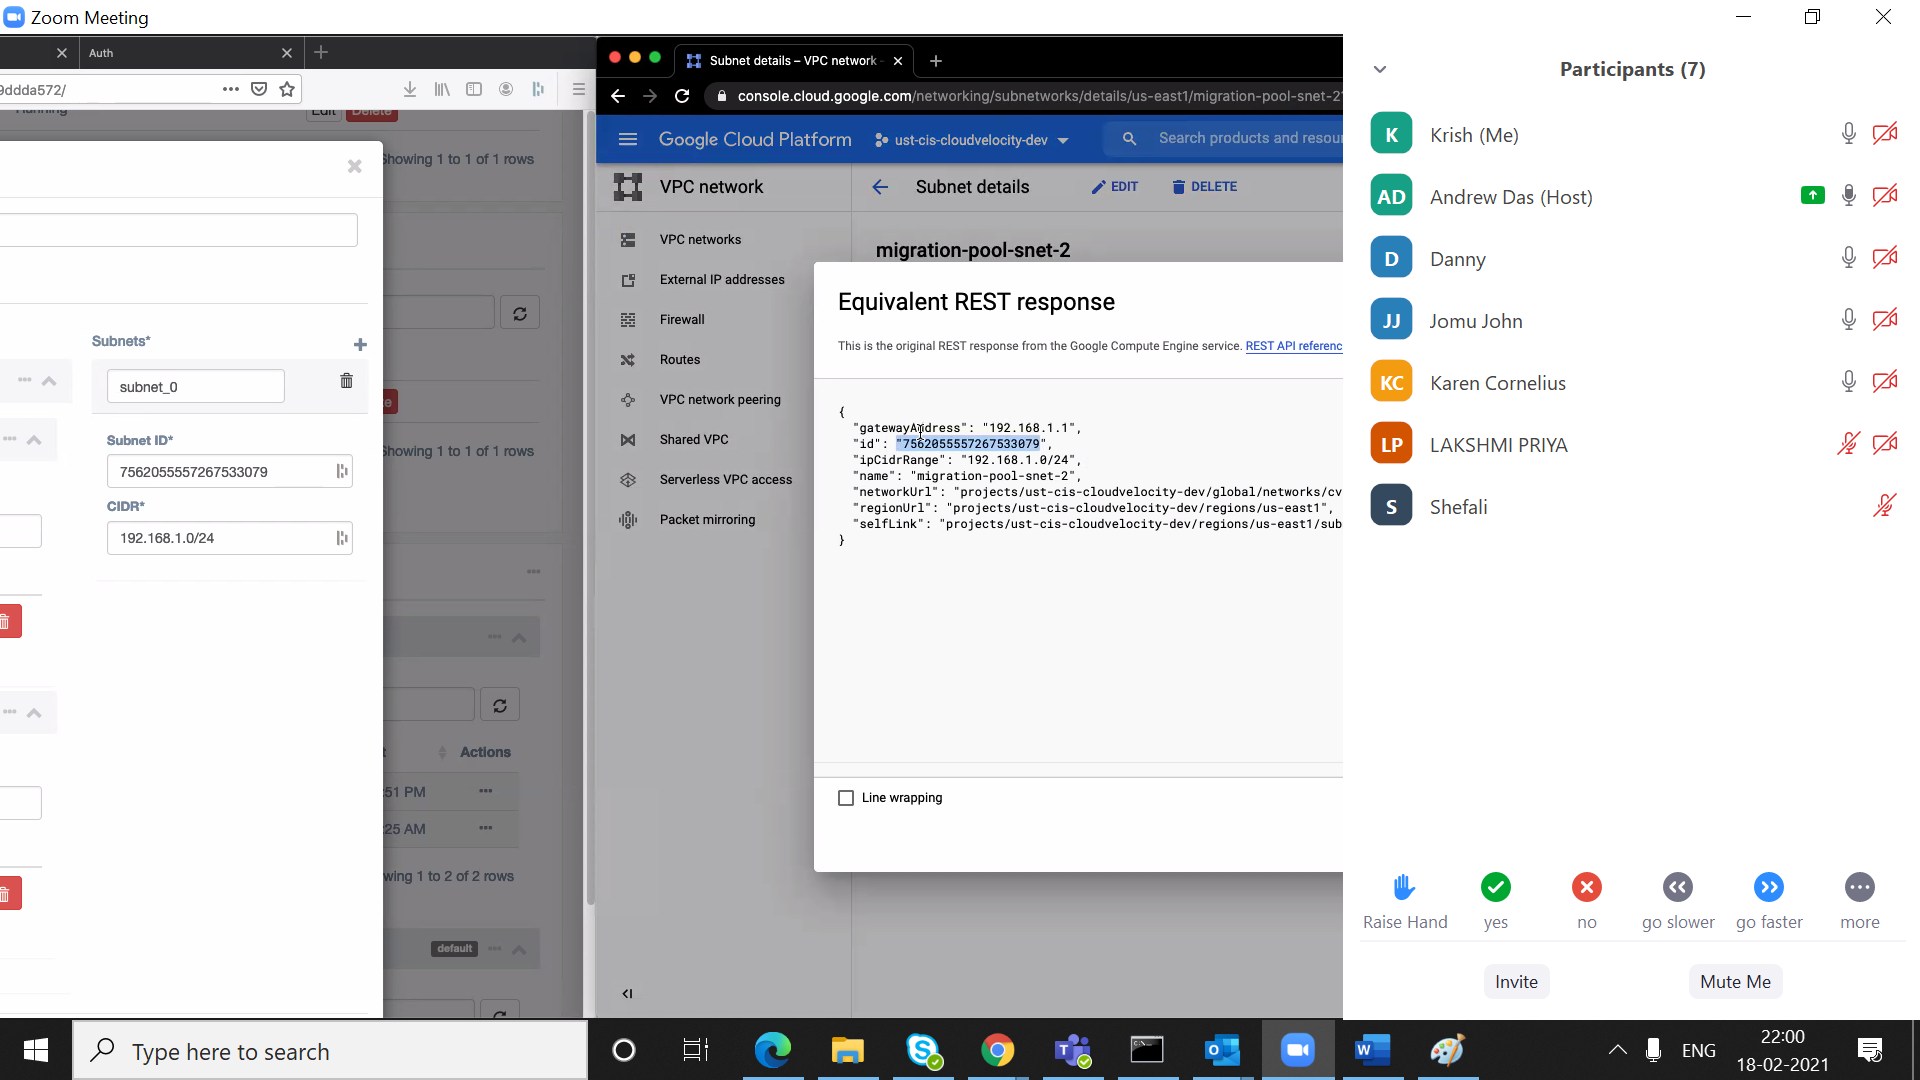 Zoom Meeting
Auth
9ddda572/
Running
Edit
Delete
Showing 1 to 1 of 1 rows
Subnets*
subnet_0
Subnet ID*
7562055557267533079
CIDR*
192.168.1.0/24
Showing 1 to 1 of 1 rows
Actions
:51 PM
:25 AM
wing 1 to 2 of 2 rows
default
Subnet details – VPC network
console.cloud.google.com/networking/subnetworks/details/us-east1/migration-pool-snet-2
Google Cloud Platform
ust-cis-cloudvelocity-dev
Search products and resou
VPC network
Subnet details
EDIT
DELETE
VPC networks
External IP addresses
Firewall
Routes
VPC network peering
Shared VPC
Serverless VPC access
Packet mirroring
migration-pool-snet-2
Equivalent REST response
This is the original REST response from the Google Compute Engine service. REST API referenc
{
"gatewayAddress": "192.168.1.1",
"id": "7562055557267533079",
"ipCidrRange": "192.168.1.0/24",
"name": "migration-pool-snet-2",
"networkUrl": "projects/ust-cis-cloudvelocity-dev/global/networks/cv
"regionUrl": "projects/ust-cis-cloudvelocity-dev/regions/us-east1",
"selfLink": "projects/ust-cis-cloudvelocity-dev/regions/us-east1/sub
}
Line wrapping
Participants (7)
K Krish (Me)
AD Andrew Das (Host)
D Danny
JJ Jomu John
KC Karen Cornelius
LP LAKSHMI PRIYA
S Shefali
Raise Hand
yes
no
go slower
go faster
more
Invite
Mute Me
Type here to search
ENG
22:00
18-02-2021